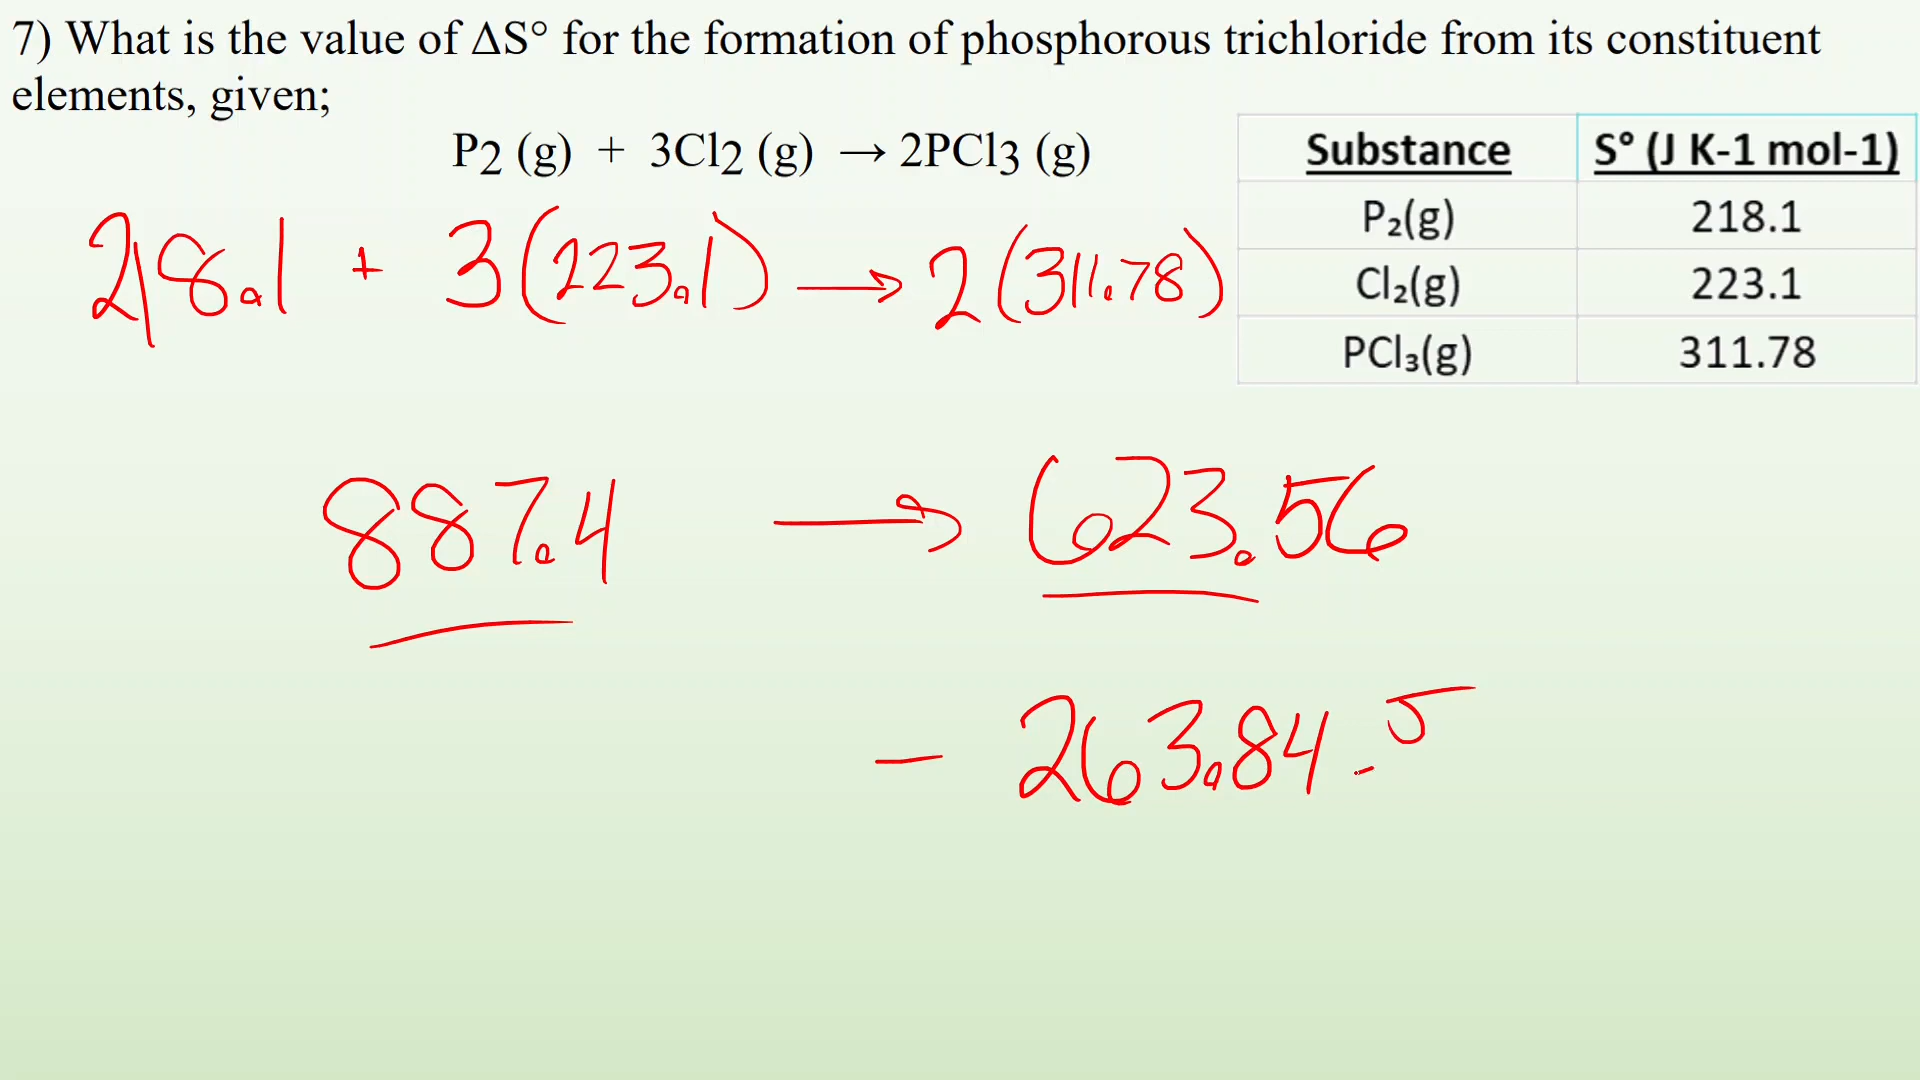 7) What is the value of ΔS° for the formation of phosphorous trichloride from its constituent
elements, given;
P2 (g) + 3Cl2 (g) → 2PCl3 (g)
Substance S° (J K-1 mol-1)
P₂(g) 218.1
Cl₂(g) 223.1
PCl₃(g) 311.78
218.1 + 3(223.1) → 2(311.78)
887.4 → 623.56
- 263.84 J